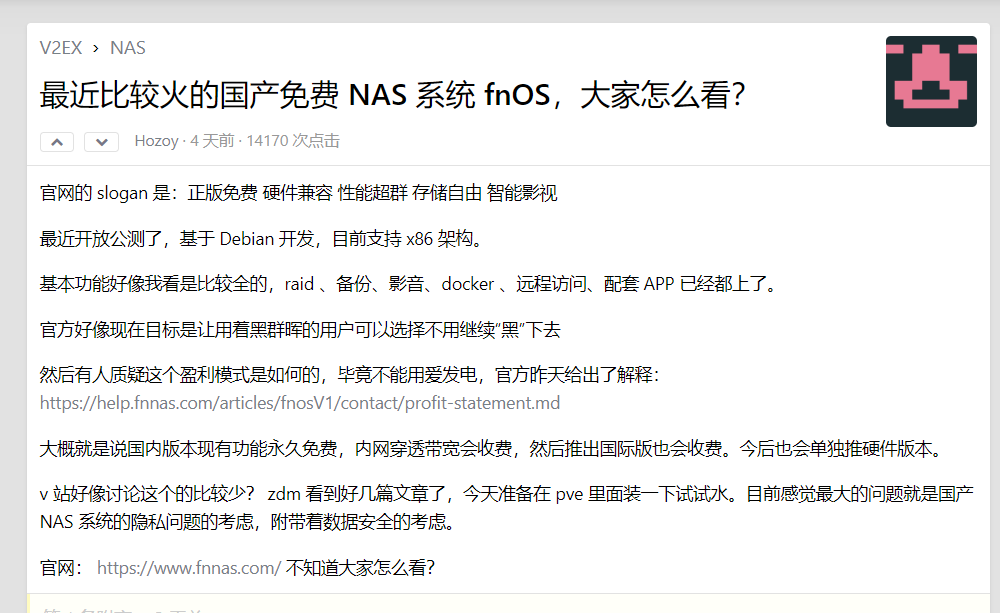 V2EX › NAS
最近比较火的国产免费 NAS 系统 fnOS，大家怎么看？
Hozoy · 4 天前 · 14170 次点击
官网的 slogan 是：正版免费 硬件兼容 性能超群 存储自由 智能影视
最近开放公测了，基于 Debian 开发，目前支持 x86 架构。
基本功能好像我看是比较全的，raid 、备份、影音、docker 、远程访问、配套 APP 已经都上了。
官方好像现在目标是让用着黑群晖的用户可以选择不用继续“黑”下去
然后有人质疑这个盈利模式是如何的，毕竟不能用爱发电，官方昨天给出了解释：
https://help.fnnas.com/articles/fnosV1/contact/profit-statement.md
大概就是说国内版本现有功能永久免费，内网穿透带宽会收费，然后推出国际版也会收费。今后也会单独推硬件版本。
v 站好像讨论这个的比较少？ zdm 看到好几篇文章了，今天准备在 pve 里面装一下试试水。目前感觉最大的问题就是国产
NAS 系统的隐私问题的考虑，附带着数据安全的考虑。
官网： https://www.fnnas.com/ 不知道大家怎么看？